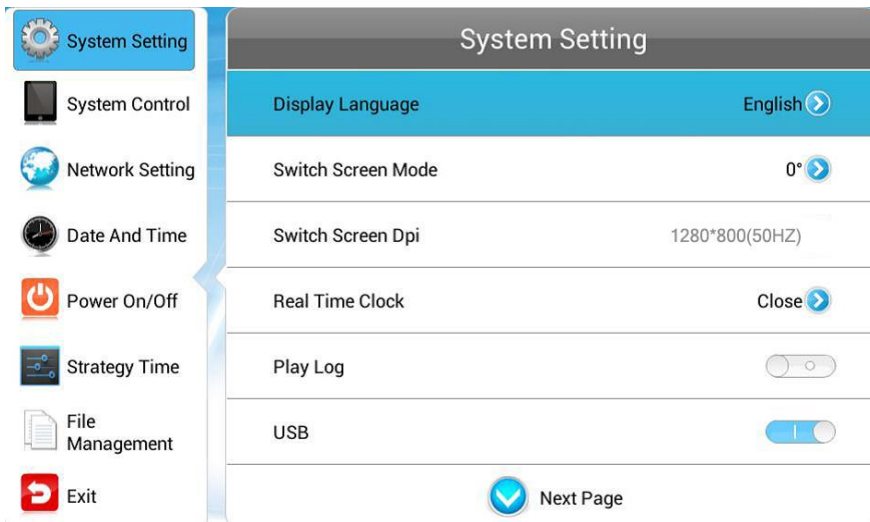 System Setting
System Control
Network Setting
Date And Time
Power On/Off
Strategy Time
File
Management
Exit
System Setting
Display Language English
Switch Screen Mode 0°
Switch Screen Dpi 1280*800(50HZ)
Real Time Clock Close
Play Log
USB
Next Page